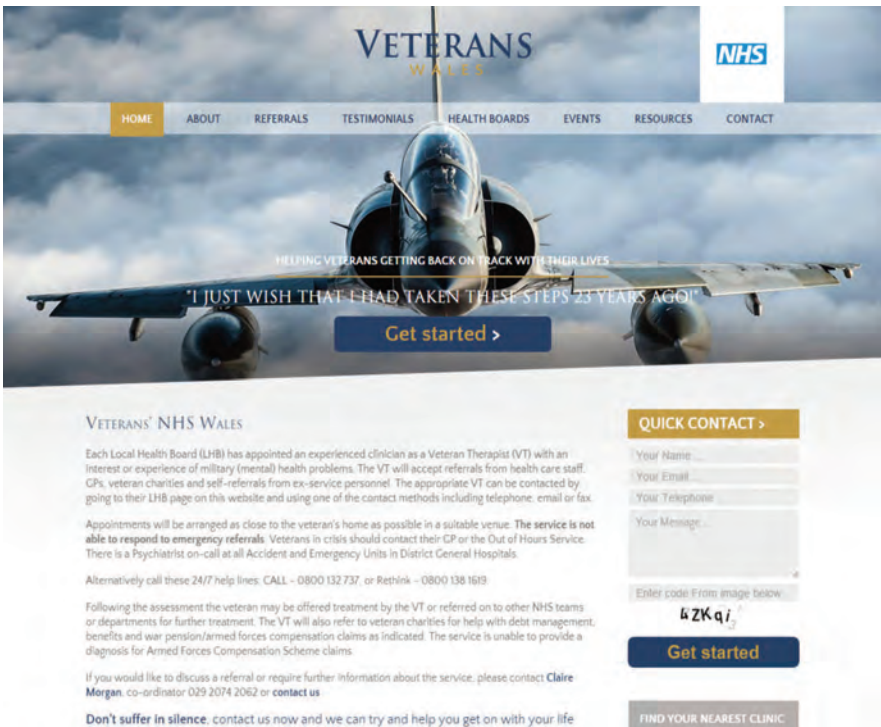 VETERANS
WALES
NHS
HOME ABOUT REFERRALS TESTIMONIALS HEALTH BOARDS EVENTS RESOURCES CONTACT
HELPING VETERANS GETTING BACK ON TRACK WITH THEIR LIVES
"I JUST WISH THAT I HAD TAKEN THESE STEPS 23 YEARS AGO!"
Get started >
VETERANS' NHS WALES
Each Local Health Board (LHB) has appointed an experienced clinician as a Veteran Therapist (VT) with an
interest or experience of military (mental) health problems. The VT will accept referrals from health care staff,
GPs, veteran charities and self-referrals from ex-service personnel. The appropriate VT can be contacted by
going to their LHB page on this website and using one of the contact methods including telephone, email or fax.
Appointments will be arranged as close to the veteran's home as possible in a suitable venue. The service is not
able to respond to emergency referrals. Veterans in crisis should contact their GP or the Out of Hours Service.
There is a Psychiatrist on-call at all Accident and Emergency Units in District General Hospitals.
Alternatively call these 24/7 help lines: CALL – 0800 132 737, or Rethink – 0800 138 1619.
Following the assessment the veteran may be offered treatment by the VT or referred on to other NHS teams
or departments for further treatment. The VT will also refer to veteran charities for help with debt management,
benefits and war pension/armed forces compensation claims as indicated. The service is unable to provide a
diagnosis for Armed Forces Compensation Scheme claims.
If you would like to discuss a referral or require further information about the service, please contact Claire
Morgan, co-ordinator 029 2074 2062 or contact us
Don't suffer in silence, contact us now and we can try and help you get on with your life
QUICK CONTACT >
Your Name ...
Your Email ...
Your Telephone ...
Your Message ...
Enter code From image below
Get started
FIND YOUR NEAREST CLINIC